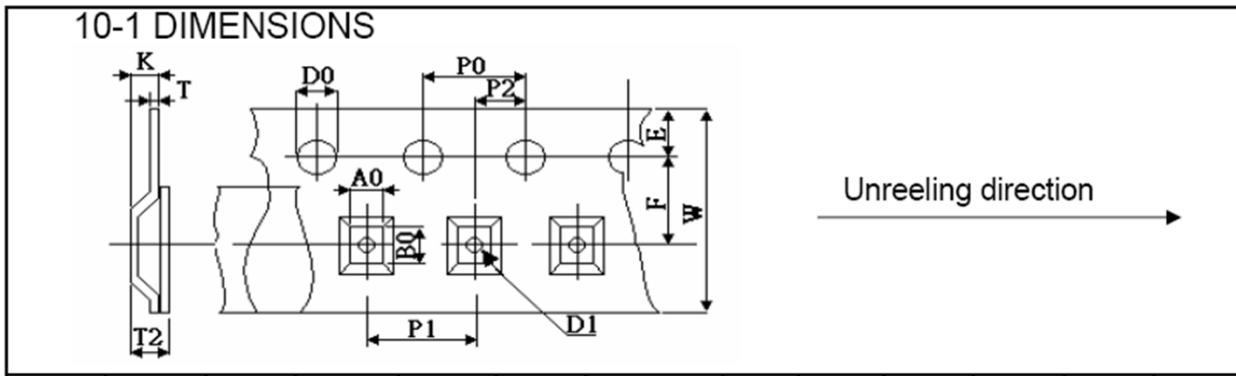 10-1 DIMENSIONS
K
T
D0
P0
P2
E
A0
F
W
Unreeling direction
B0
T2
P1
D1